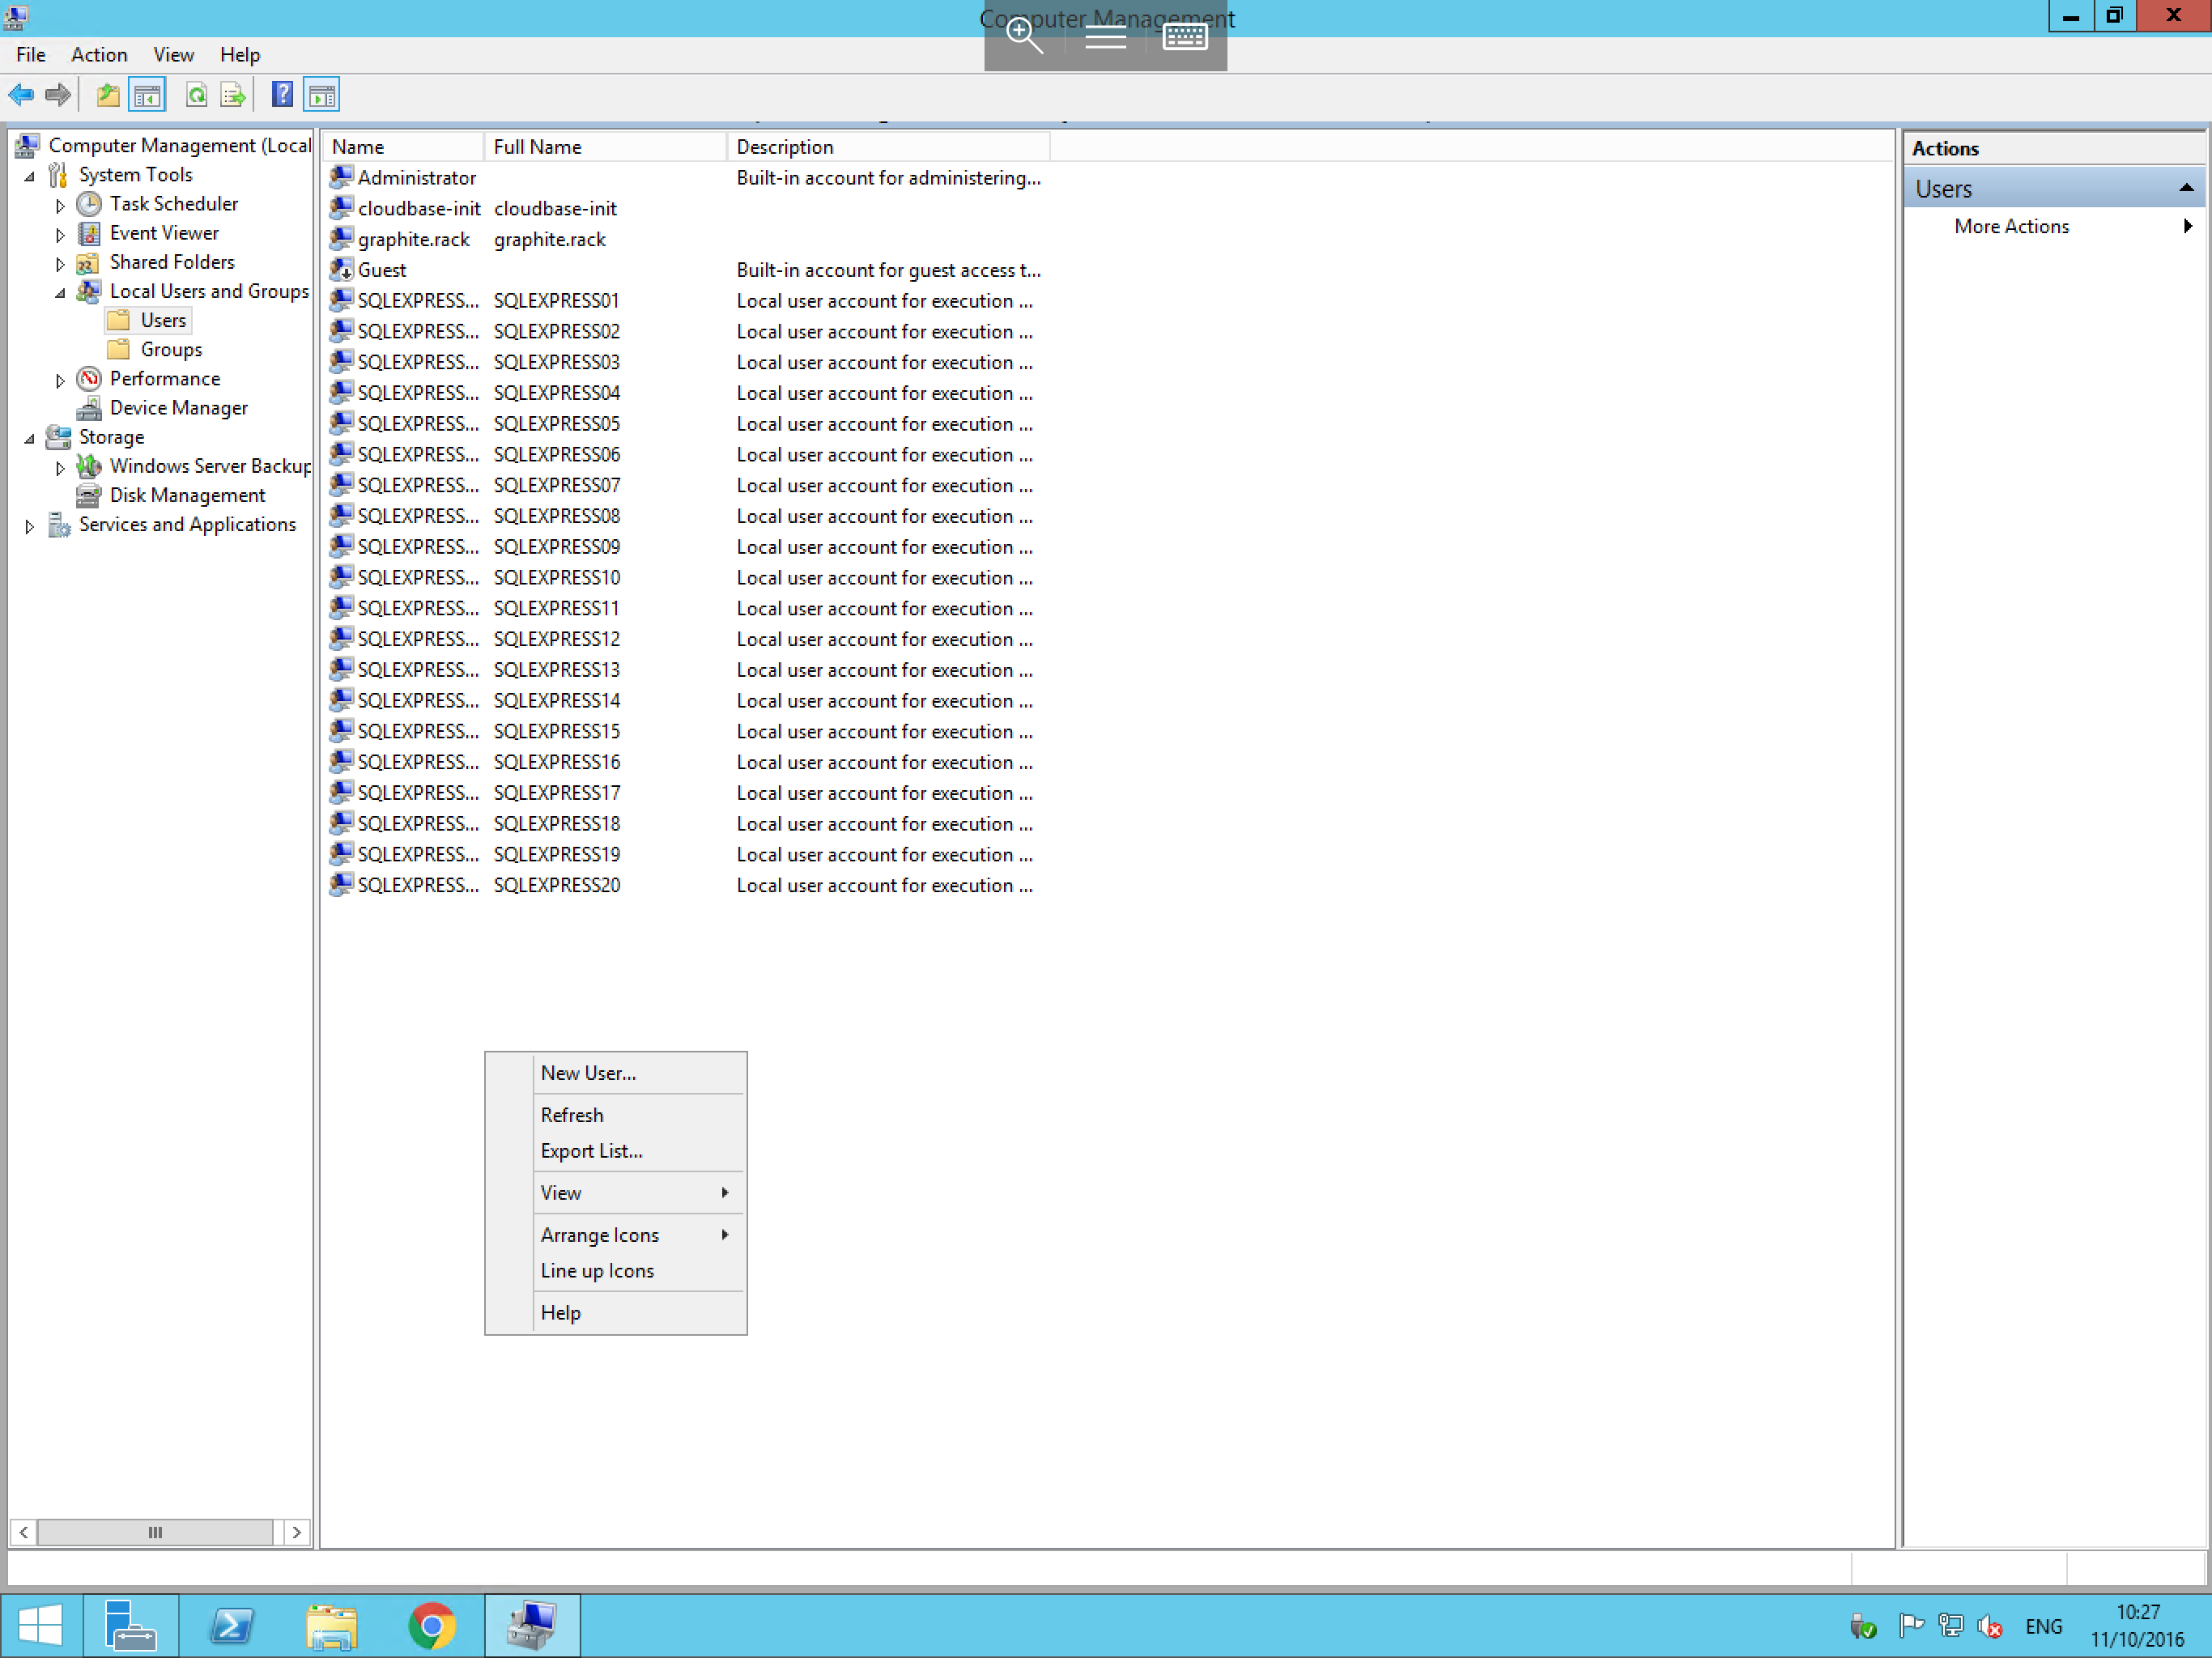 Computer Management
File Action View Help
Computer Management (Local
System Tools
Task Scheduler
Event Viewer
Shared Folders
Local Users and Groups
Users
Groups
Performance
Device Manager
Storage
Windows Server Backup
Disk Management
Services and Applications
Name Full Name Description
Administrator Built-in account for administering...
cloudbase-init cloudbase-init
graphite.rack graphite.rack
Guest Built-in account for guest access t...
SQLEXPRESS... SQLEXPRESS01 Local user account for execution ...
SQLEXPRESS... SQLEXPRESS02 Local user account for execution ...
SQLEXPRESS... SQLEXPRESS03 Local user account for execution ...
SQLEXPRESS... SQLEXPRESS04 Local user account for execution ...
SQLEXPRESS... SQLEXPRESS05 Local user account for execution ...
SQLEXPRESS... SQLEXPRESS06 Local user account for execution ...
SQLEXPRESS... SQLEXPRESS07 Local user account for execution ...
SQLEXPRESS... SQLEXPRESS08 Local user account for execution ...
SQLEXPRESS... SQLEXPRESS09 Local user account for execution ...
SQLEXPRESS... SQLEXPRESS10 Local user account for execution ...
SQLEXPRESS... SQLEXPRESS11 Local user account for execution ...
SQLEXPRESS... SQLEXPRESS12 Local user account for execution ...
SQLEXPRESS... SQLEXPRESS13 Local user account for execution ...
SQLEXPRESS... SQLEXPRESS14 Local user account for execution ...
SQLEXPRESS... SQLEXPRESS15 Local user account for execution ...
SQLEXPRESS... SQLEXPRESS16 Local user account for execution ...
SQLEXPRESS... SQLEXPRESS17 Local user account for execution ...
SQLEXPRESS... SQLEXPRESS18 Local user account for execution ...
SQLEXPRESS... SQLEXPRESS19 Local user account for execution ...
SQLEXPRESS... SQLEXPRESS20 Local user account for execution ...
New User...
Refresh
Export List...
View
Arrange Icons
Line up Icons
Help
Actions
Users
More Actions
ENG
10:27
11/10/2016